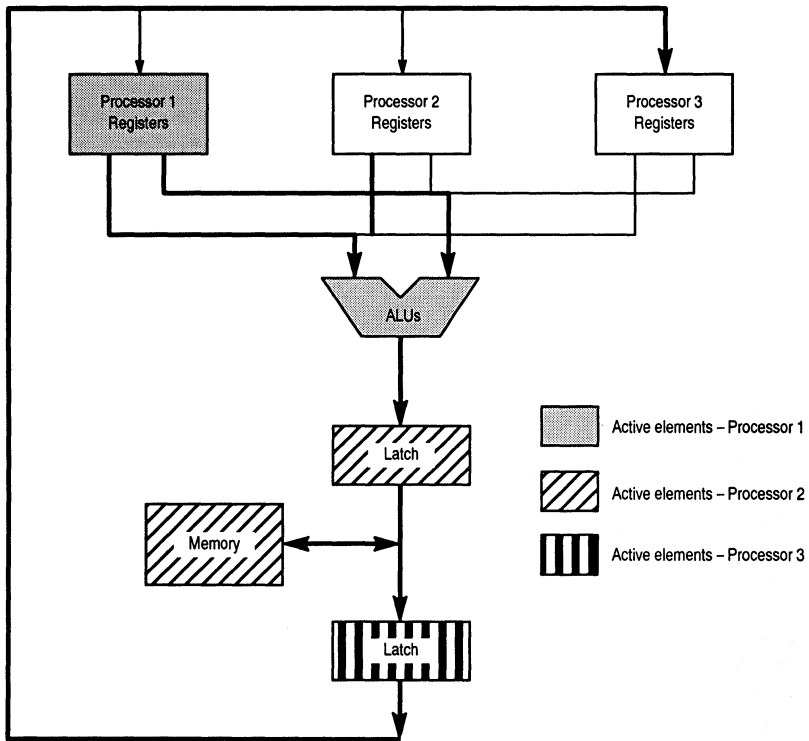 Processor 1
Registers
Processor 2
Registers
Processor 3
Registers
ALUs
Latch
Memory
Latch
Active elements – Processor 1
Active elements – Processor 2
Active elements – Processor 3